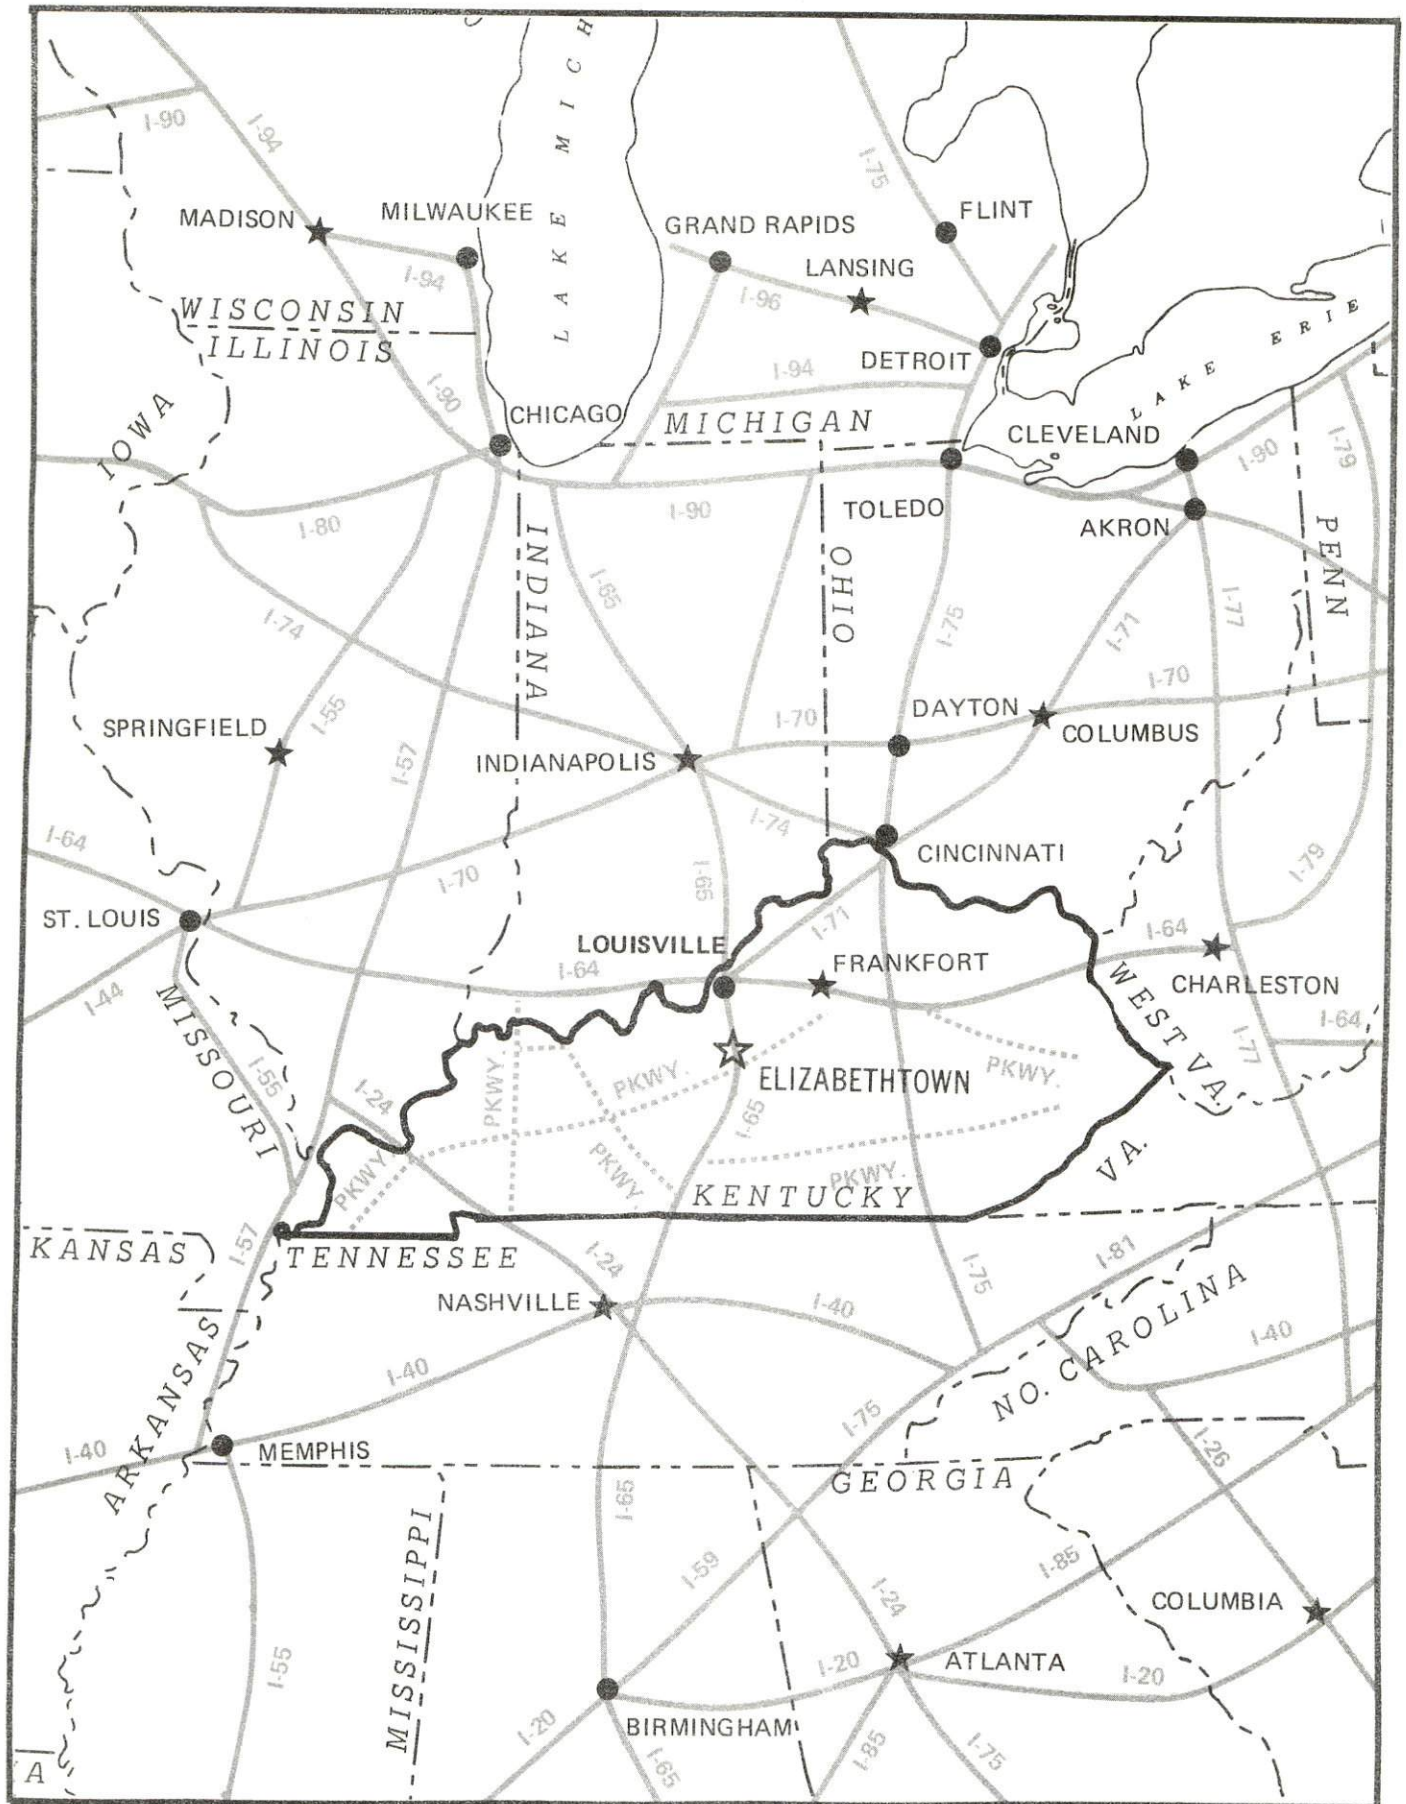 LAKE MICH
I-90
I-94
I-75
MADISON
MILWAUKEE
GRAND RAPIDS
FLINT
LANSING
I-94
I-96
WISCONSIN
ILLINOIS
LAKE ERIE
DETROIT
I-94
I-90
IOWA
CHICAGO
MICHIGAN
CLEVELAND
I-90
I-79
I-80
I-90
TOLEDO
AKRON
PENN
INDIANA
OHIO
I-65
I-74
I-75
I-71
I-77
I-70
SPRINGFIELD
I-55
I-57
INDIANAPOLIS
I-70
DAYTON
COLUMBUS
I-74
I-64
I-70
I-65
CINCINNATI
I-79
ST. LOUIS
LOUISVILLE
I-71
I-64
I-64
FRANKFORT
CHARLESTON
I-44
MISSOURI
WEST VA.
I-64
I-77
I-55
I-24
PKWY.
PKWY.
ELIZABETHTOWN
PKWY.
I-65
PKWY.
PKWY.
PKWY.
VA.
KENTUCKY
KANSAS
I-57
TENNESSEE
I-24
I-75
I-81
NASHVILLE
I-40
NO. CAROLINA
I-40
ARKANSAS
I-40
I-75
I-40
MEMPHIS
GEORGIA
I-26
I-65
MISSISSIPPI
I-59
I-24
I-85
COLUMBIA
I-55
I-20
ATLANTA
I-20
I-20
BIRMINGHAM
I-65
I-85
I-75
A